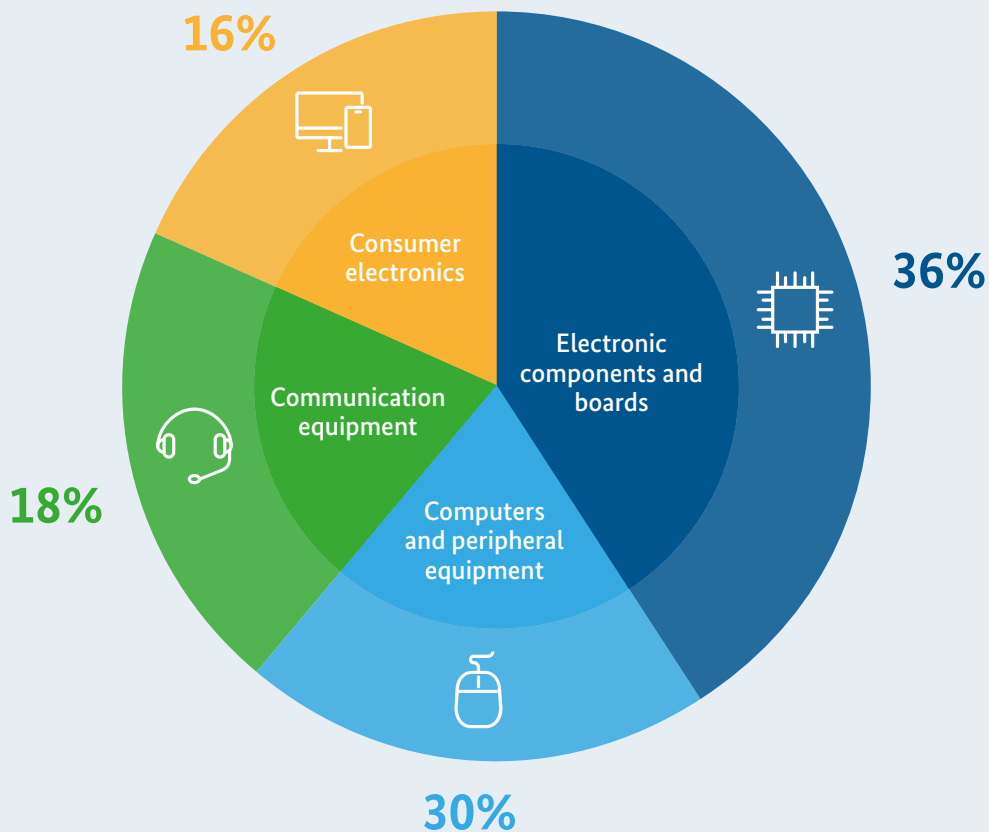 16%
Consumer
electronics
36%
Electronic
components and
boards
Communication
equipment
18%
Computers
and peripheral
equipment
30%